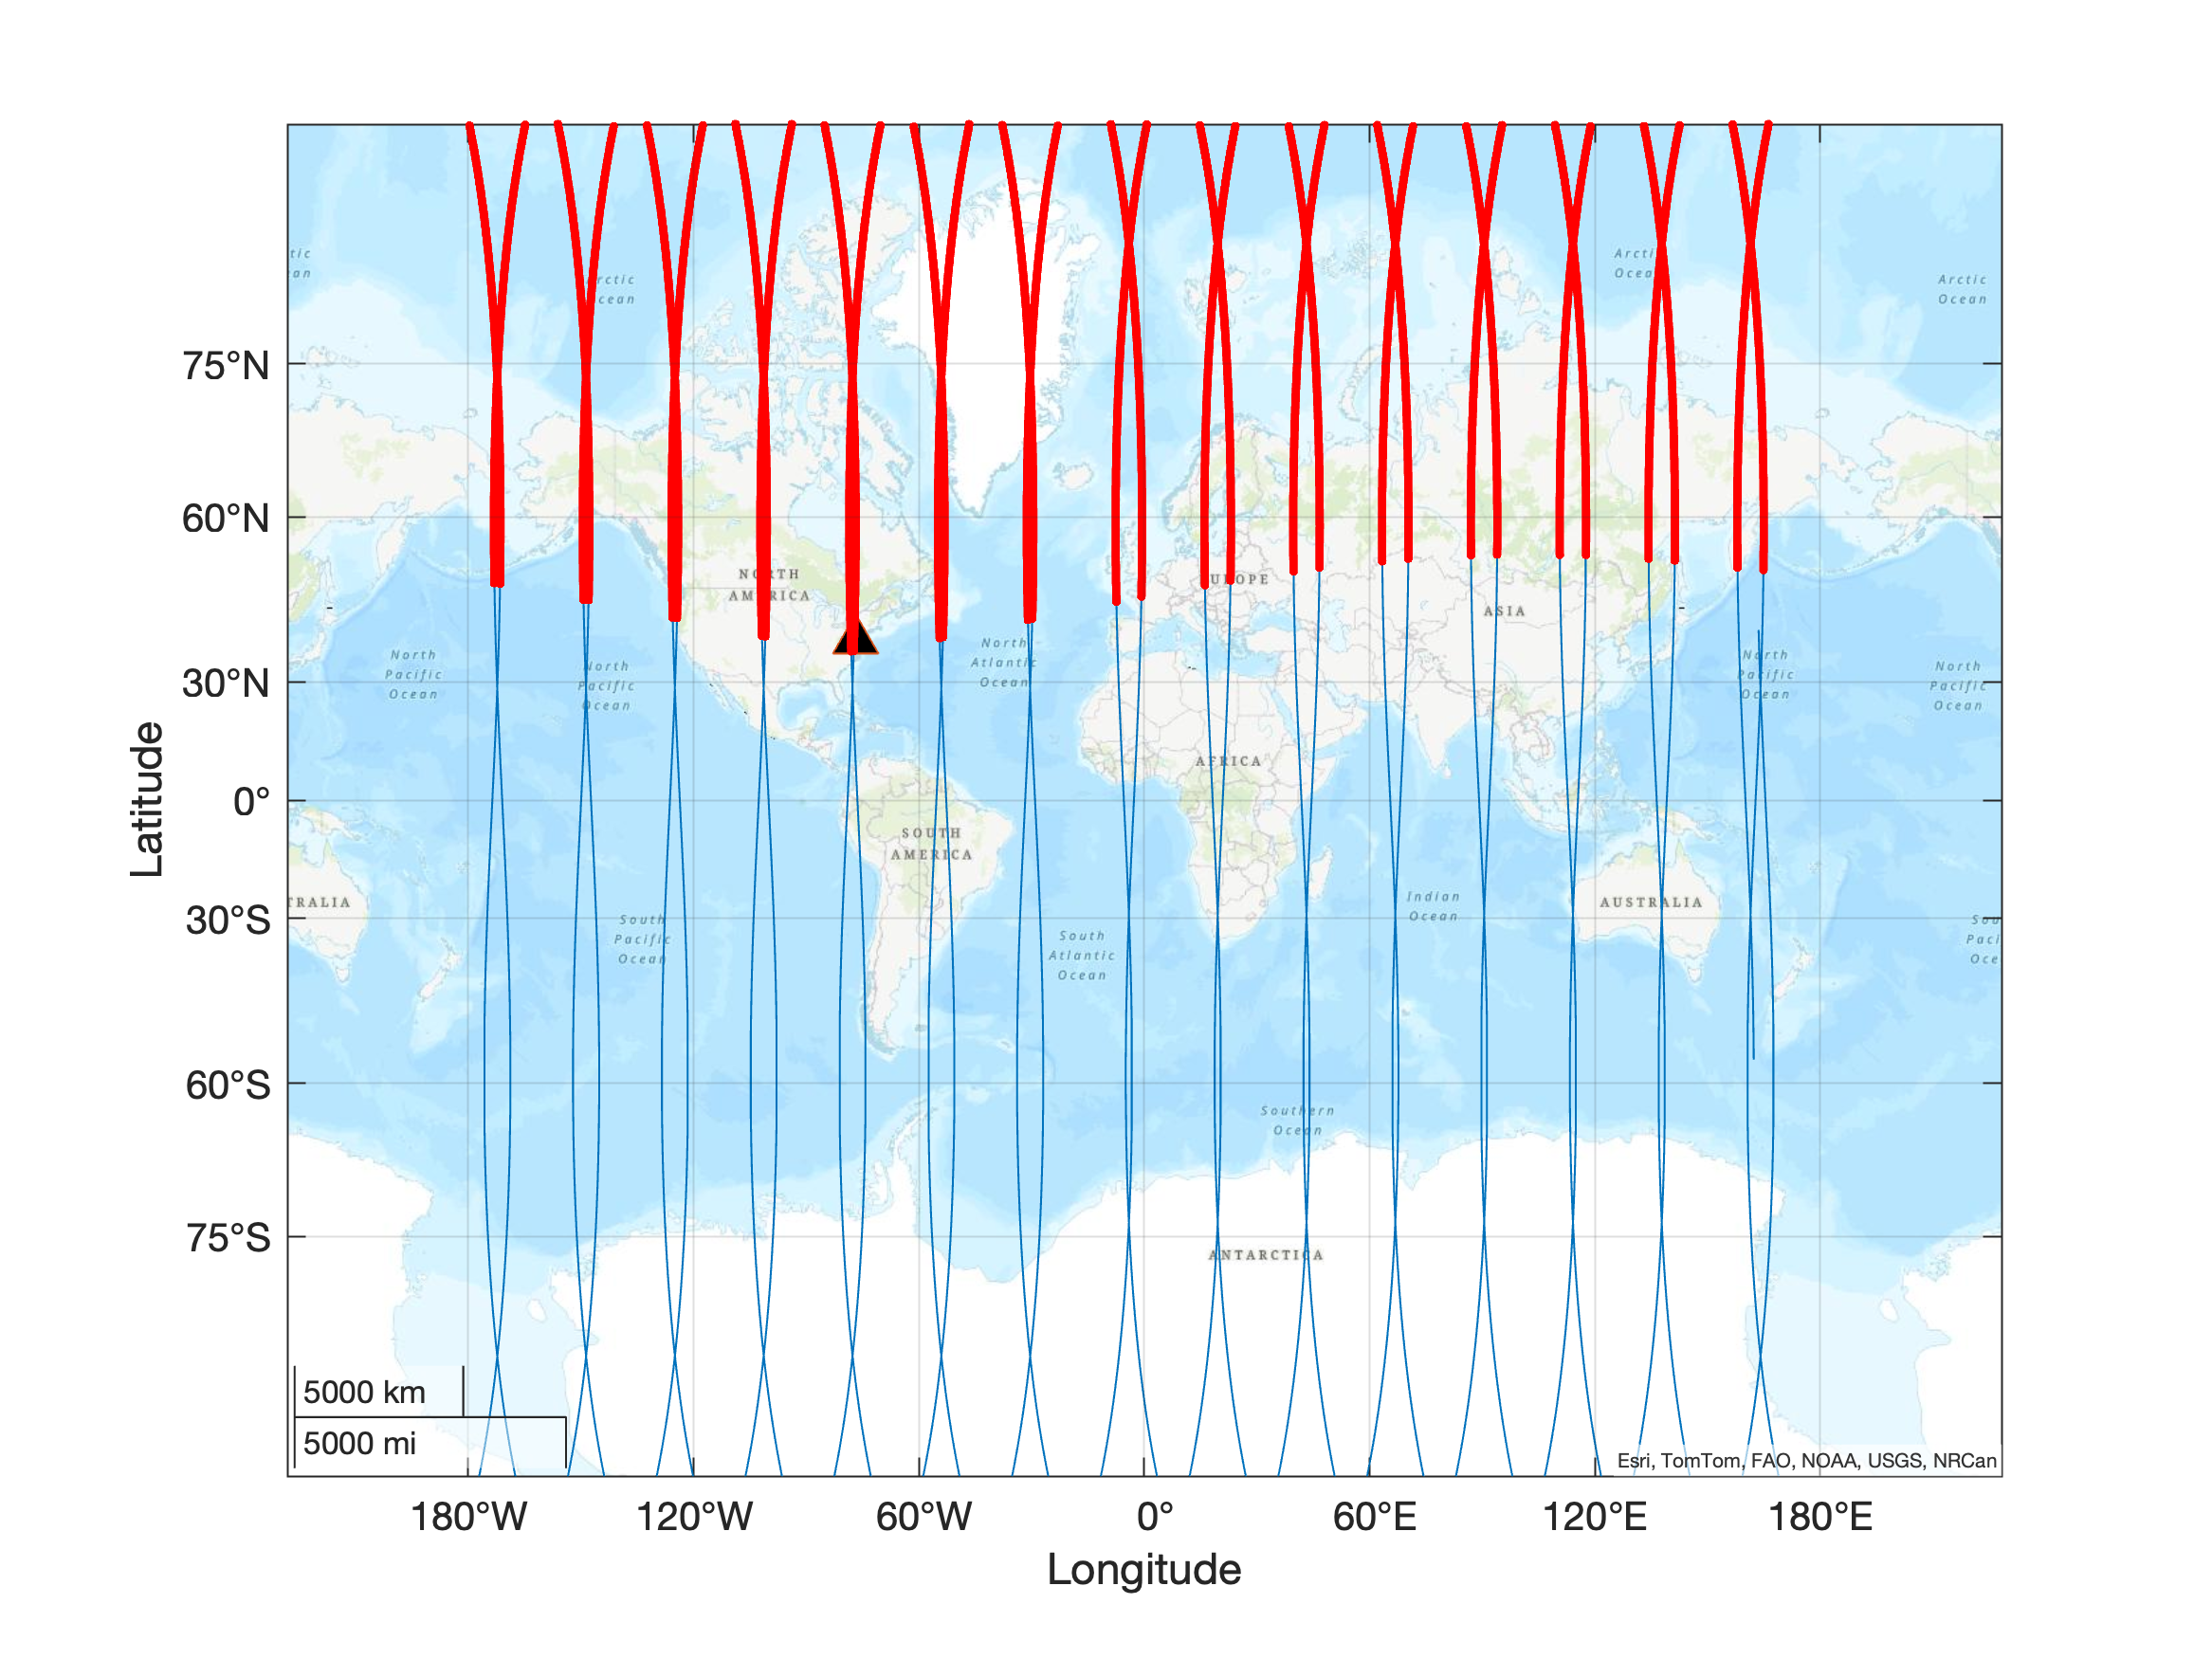 tic
an
rctic
cean
Arcti
Ocea
Arctic
Ocean
75°N
60°N
NORTH
AMERICA
EUROPE
ASIA
North
Pacific
Ocean
North
Pacific
Ocean
North
Atlantic
Ocean
North
Pacific
Ocean
North
Pacific
Ocean
30°N
Latitude
0°
AFRICA
SOUTH
AMERICA
TRALIA
AUSTRALIA
30°S
South
Pacific
Ocean
South
Atlantic
Ocean
Indian
Ocean
Sou
Paci
Oce
60°S
Southern
Ocean
75°S
ANTARCTICA
5000 km
5000 mi
Esri, TomTom, FAO, NOAA, USGS, NRCan
180°W 120°W 60°W 0° 60°E 120°E 180°E
Longitude